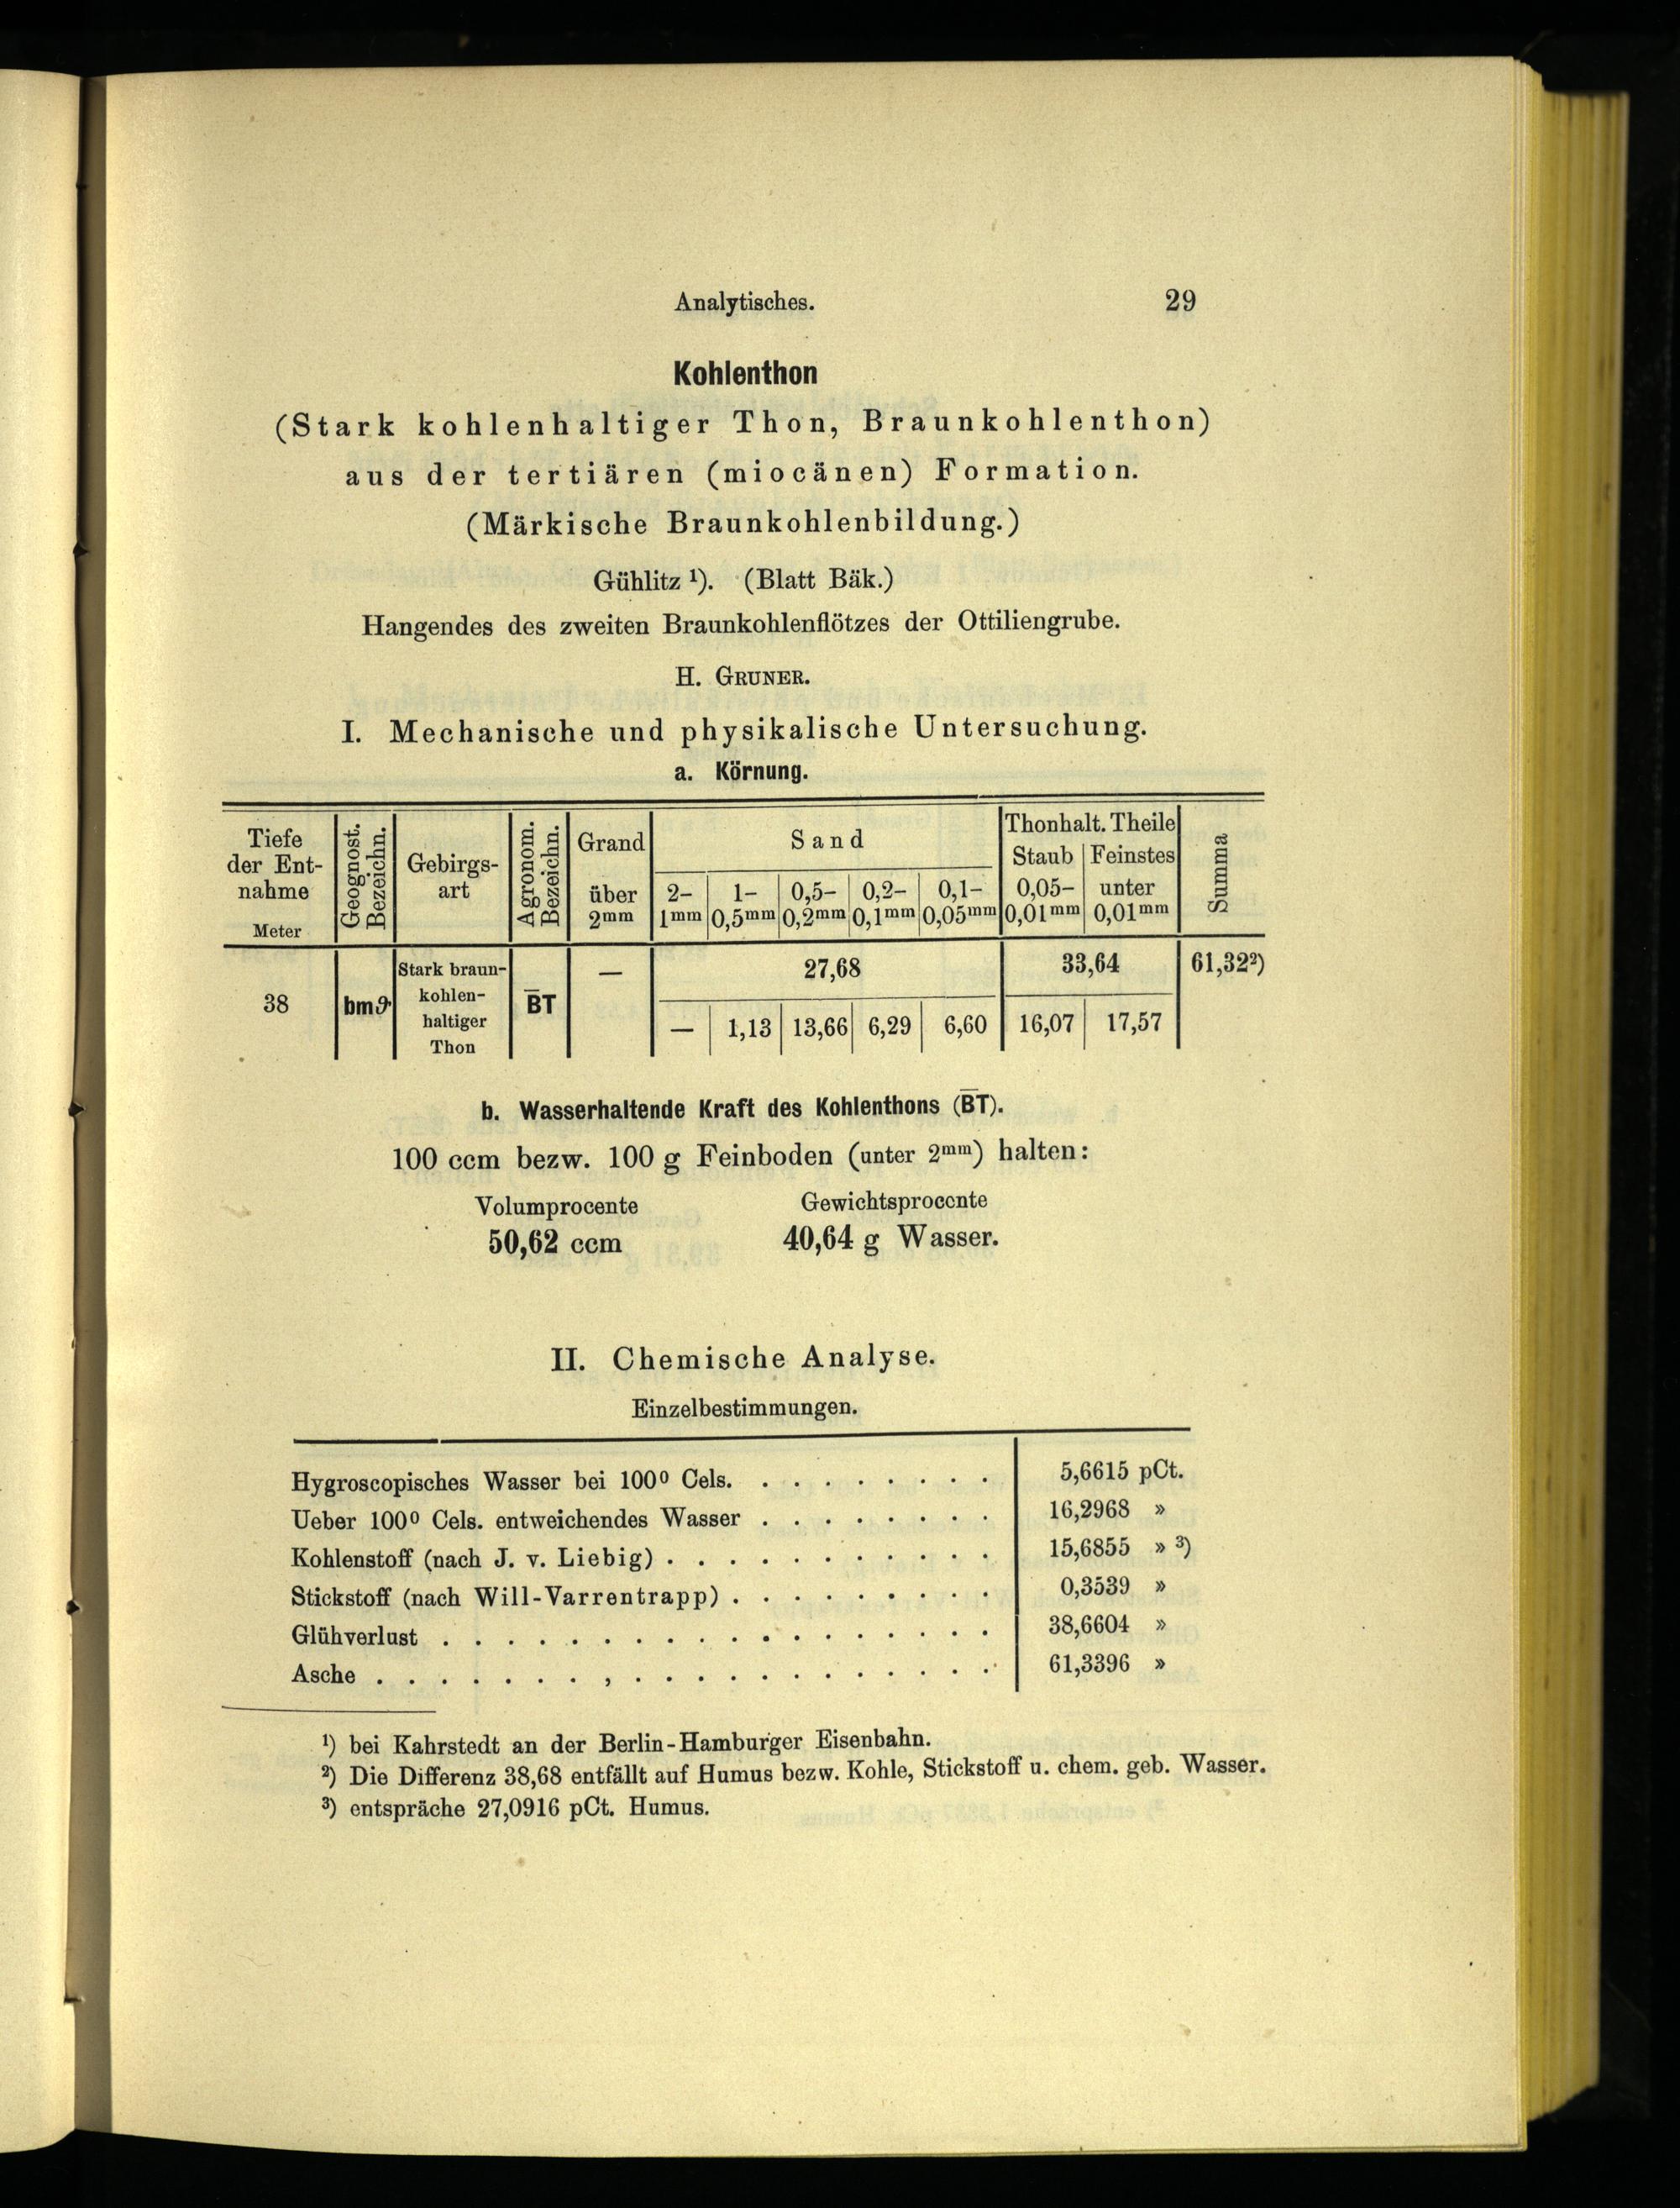 Analytisches. 29
Kohlenthon
(Stark kohlenhaltiger Thon, Braunkohlenthon)
aus der tertiären (miocänen) Formation.
(Märkische Braunkohlenbildung.)
Gühlitz ¹). (Blatt Bäk.)
Hangendes des zweiten Braunkohlenflötzes der Ottiliengrube.
H. GRUNER.
I. Mechanische und physikalische Untersuchung.
a. Körnung.
Tiefe der Ent- nahme Meter | Geognost. Bezeichn. | Gebirgs- art | Agronom. Bezeichn. | Grand über 2mm | Sand | Thonhalt. Theile | Summa
2- 1mm | 1- 0,5mm | 0,5- 0,2mm | 0,2- 0,1mm | 0,1- 0,05mm | Staub 0,05- 0,01mm | Feinstes unter 0,01mm
38 | bmϑ | Stark braun- kohlen- haltiger Thon | B̅T | — | 27,68 | 33,64 | 61,32²)
— | 1,13 | 13,66 | 6,29 | 6,60 | 16,07 | 17,57
b. Wasserhaltende Kraft des Kohlenthons (B̅T).
100 ccm bezw. 100 g Feinboden (unter 2mm) halten:
Volumprocente Gewichtsprocente
50,62 ccm 40,64 g Wasser.
II. Chemische Analyse.
Einzelbestimmungen.
Hygroscopisches Wasser bei 100⁰ Cels. . . . . . . . . 5,6615 pCt.
Ueber 100⁰ Cels. entweichendes Wasser . . . . . . . . 16,2968 »
Kohlenstoff (nach J. v. Liebig) . . . . . . . . . . . 15,6855 » ³)
Stickstoff (nach Will-Varrentrapp) . . . . . . . . . 0,3539 »
Glühverlust . . . . . . . . . . . . . . . . . . 38,6604 »
Asche . . . . . . . , . . . . . . . . . . . . 61,3396 »
¹) bei Kahrstedt an der Berlin-Hamburger Eisenbahn.
²) Die Differenz 38,68 entfällt auf Humus bezw. Kohle, Stickstoff u. chem. geb. Wasser.
³) entspräche 27,0916 pCt. Humus.